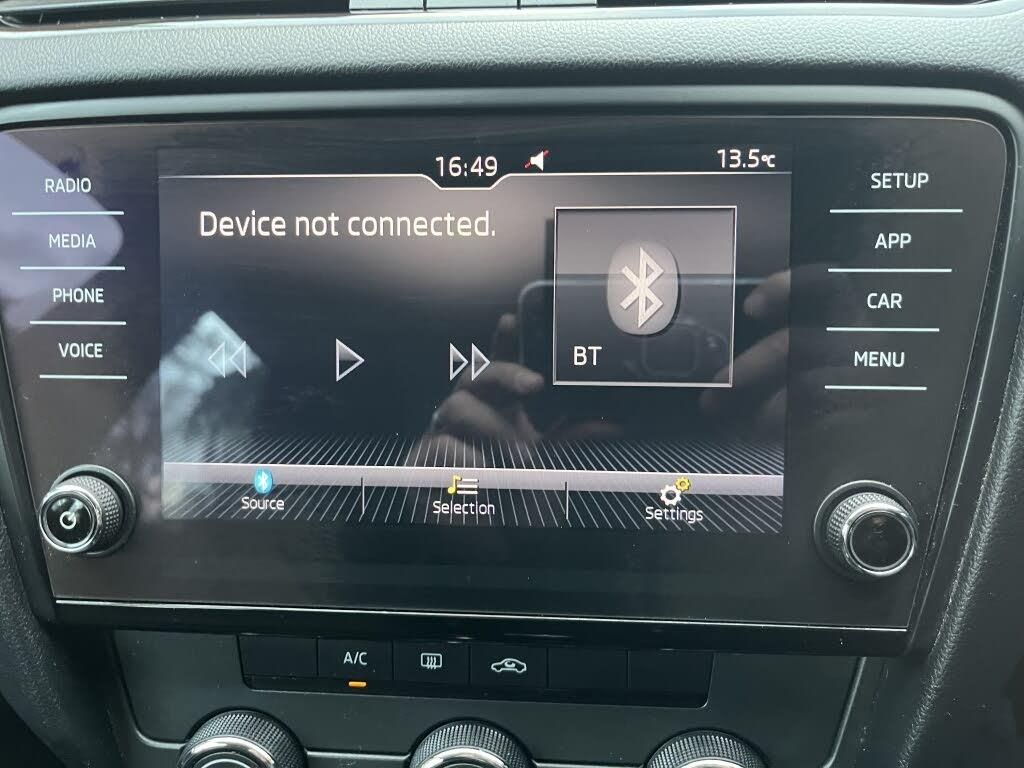 16:49
13.5°C
RADIO
MEDIA
PHONE
VOICE
Device not connected.
BT
SETUP
APP
CAR
MENU
Source
Selection
Settings
A/C